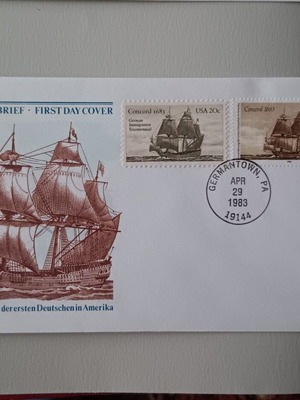 BRIEF · FIRST DAY COVER
Concord 1683
German
Immigration
Tricentennial
USA 20c
Concord 1683
GERMANTOWN, PA
APR
29
1983
19144
der ersten Deutschen in Amerika